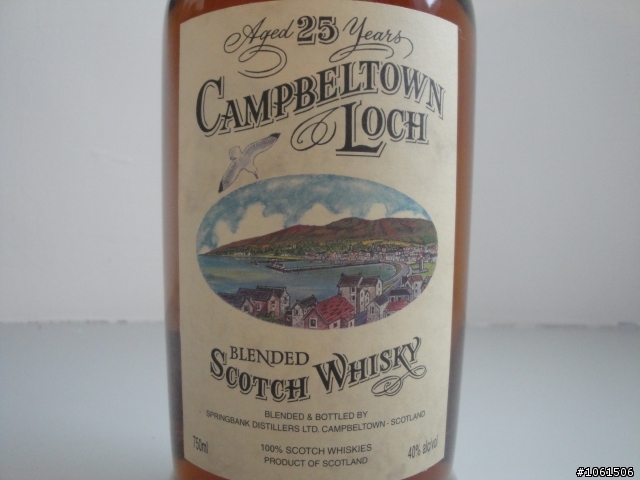 Aged 25 Years
CAMPBELTOWN
LOCH
BLENDED
SCOTCH WHISKY
BLENDED & BOTTLED BY
SPRINGBANK DISTILLERS LTD. CAMPBELTOWN - SCOTLAND
750ml
100% SCOTCH WHISKIES
40% alc/vol
PRODUCT OF SCOTLAND
#1061506